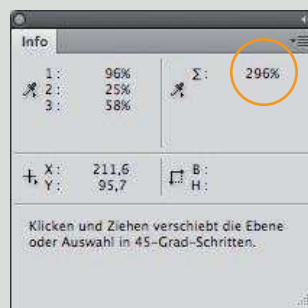 Info
1: 96% Σ: 296%
2: 25%
3: 58%
X: 211,6 B:
Y: 95,7 H:
Klicken und Ziehen verschiebt die Ebene
oder Auswahl in 45-Grad-Schritten.